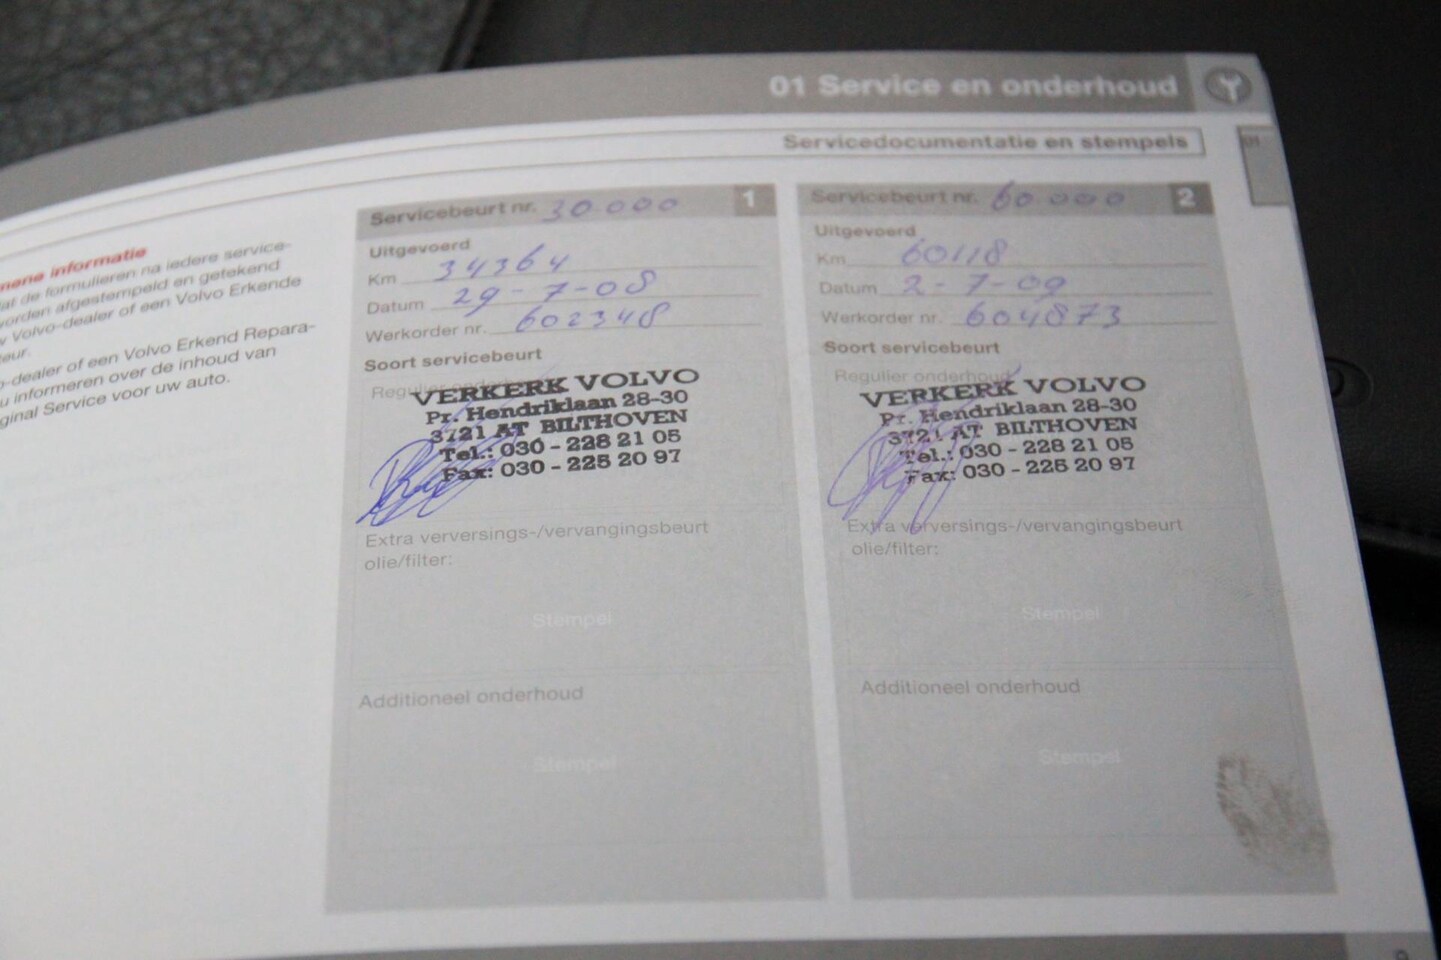 01 Service en onderhoud
01
Servicedocumentatie en stempels
informatie
de formulieren na iedere service-
worden afgestempeld en getekend
Volvo-dealer of een Volvo Erkende
-dealer of een Volvo Erkend Repara-
u informeren over de inhoud van
Service voor uw auto.
Servicebeurt nr. 30.000 1
Uitgevoerd
Km 34364
Datum 29-7-08
Werkorder nr. 602348
Soort servicebeurt
Regulier onderhoud
VERKERK VOLVO
Pr. Hendriklaan 28-30
3721 AT BILTHOVEN
Tel.: 030 - 228 21 05
Fax: 030 - 225 20 97
Extra verversings-/vervangingsbeurt
olie/filter:
Stempel
Additioneel onderhoud
Stempel
Servicebeurt nr. 60.000 2
Uitgevoerd
Km 60118
Datum 2-7-09
Werkorder nr. 604873
Soort servicebeurt
Regulier onderhoud
VERKERK VOLVO
Pr. Hendriklaan 28-30
3721 AT BILTHOVEN
Tel.: 030 - 228 21 05
Fax: 030 - 225 20 97
Extra verversings-/vervangingsbeurt
olie/filter:
Stempel
Additioneel onderhoud
Stempel
9